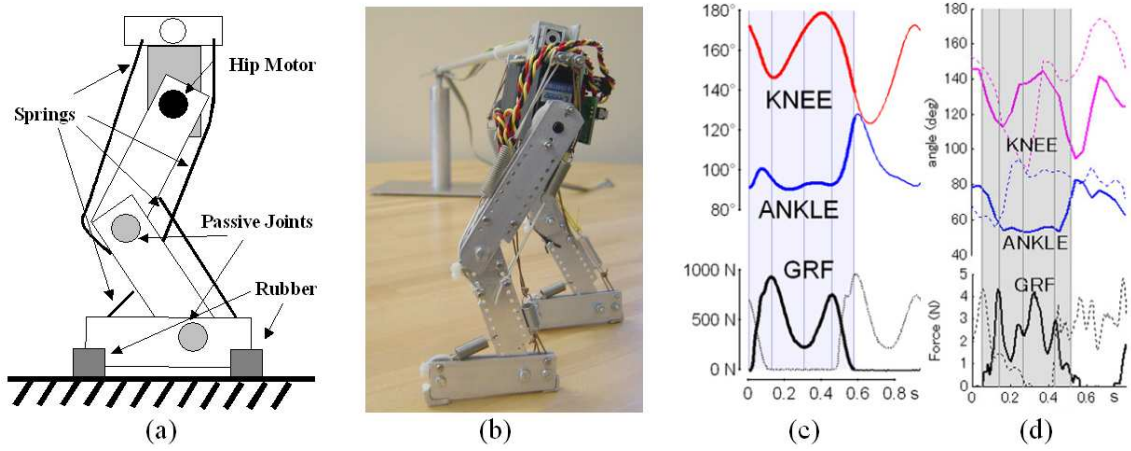 Hip Motor
Springs
Passive Joints
Rubber
(a)
(b)
180°
160°
140°
120°
100°
80°
KNEE
ANKLE
1000 N
500 N
0 N
GRF
0 0.2 0.4 0.6 0.8 s
(c)
angle (deg)
180
160
140
120
100
80
60
40
KNEE
ANKLE
Force (N)
5
4
3
2
1
0
GRF
0.2 0.4 0.6 s
(d)